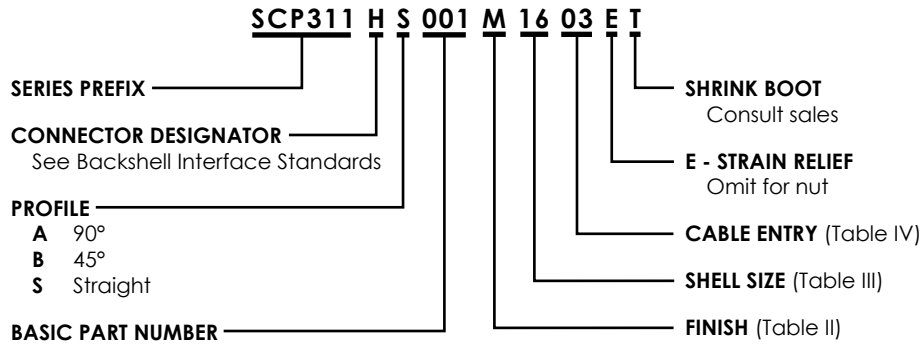 SCP311 H S 001 M 16 03 E T
SERIES PREFIX
CONNECTOR DESIGNATOR
See Backshell Interface Standards
PROFILE
A 90°
B 45°
S Straight
BASIC PART NUMBER
SHRINK BOOT
Consult sales
E - STRAIN RELIEF
Omit for nut
CABLE ENTRY (Table IV)
SHELL SIZE (Table III)
FINISH (Table II)